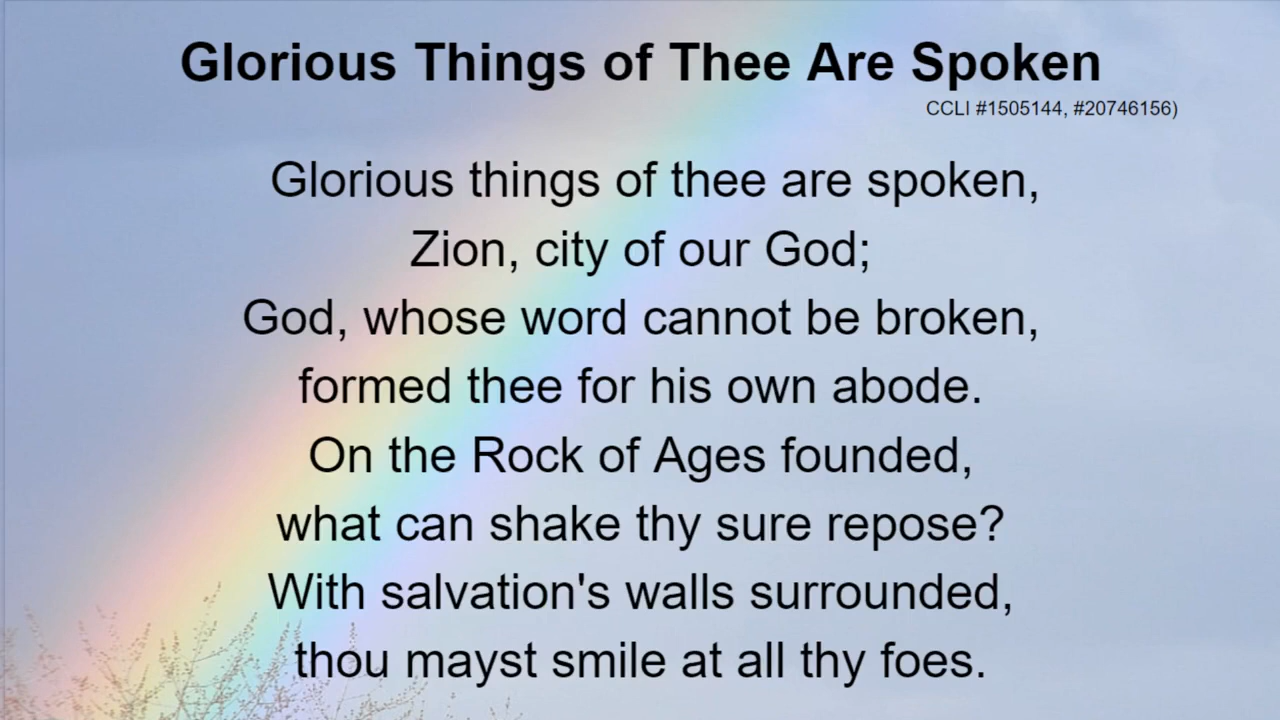 Glorious Things of Thee Are Spoken
CCLI #1505144, #20746156)
Glorious things of thee are spoken,
Zion, city of our God;
God, whose word cannot be broken,
formed thee for his own abode.
On the Rock of Ages founded,
what can shake thy sure repose?
With salvation's walls surrounded,
thou mayst smile at all thy foes.